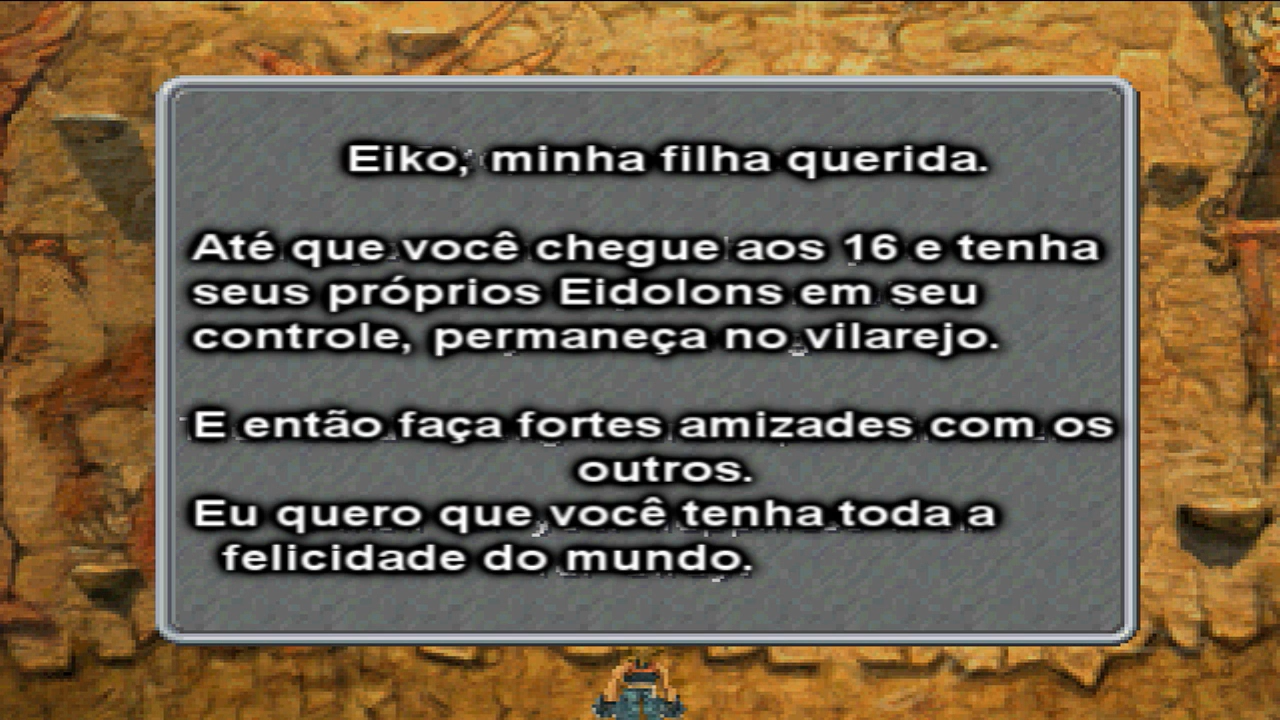 Eiko, minha filha querida.
Até que você chegue aos 16 e tenha
seus próprios Eidolons em seu
controle, permaneça no vilarejo.
E então faça fortes amizades com os
outros.
Eu quero que você tenha toda a
felicidade do mundo.